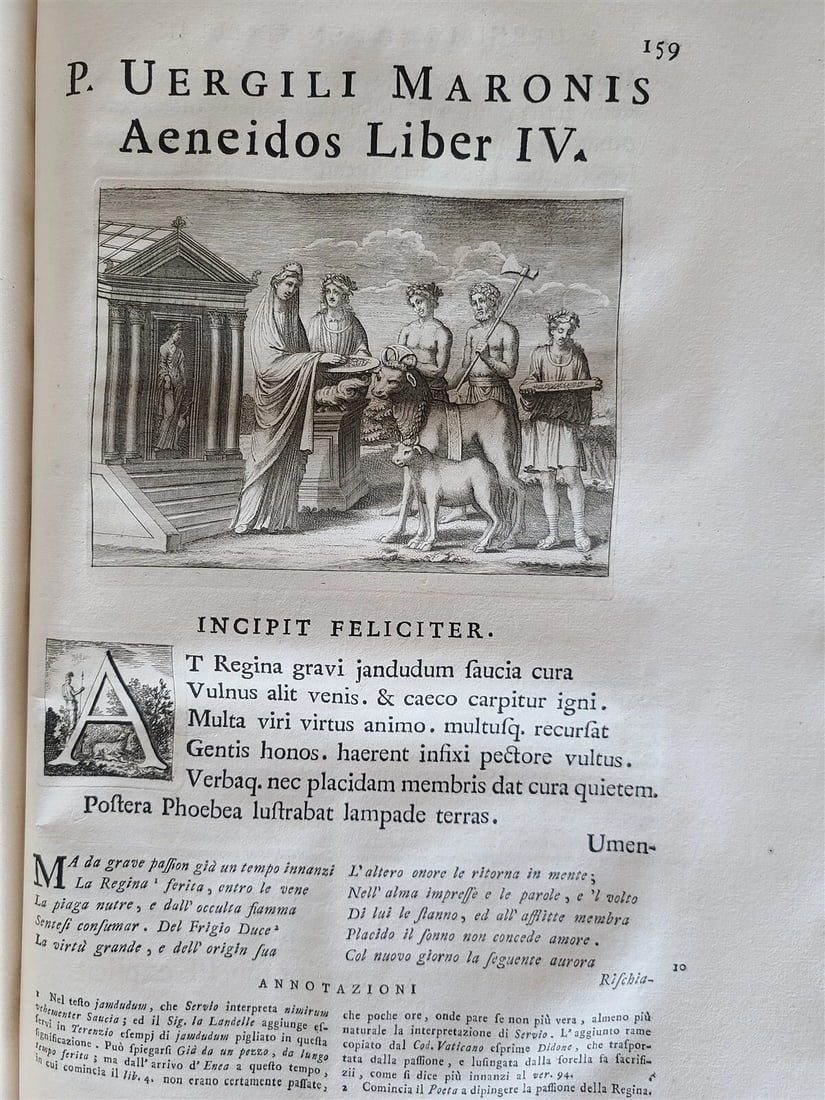 159
P. UERGILI MARONIS
Aeneidos Liber IV.
INCIPIT FELICITER.
AT Regina gravi jandudum ſaucia cura
Vulnus alit venis. & caeco carpitur igni.
Multa viri virtus animo. multuſq. recurſat
Gentis honos. haerent infixi pectore vultus.
Verbaq. nec placidam membris dat cura quietem.
Poſtera Phoebea luſtrabat lampade terras.
Umen-
MA da grave paſſion già un tempo innanzi
La Regina ¹ ferita, entro le vene
La piaga nutre, e dall' occulta fiamma
Senteſi conſumar. Del Frigio Duce ²
La virtù grande, e dell' origin ſua
L'altero onore le ritorna in mente;
Nell' alma impreſſe e le parole, e 'l volto
Di lui le ſtanno, ed all' afflitte membra
Placido il ſonno non concede amore.
Col nuovo giorno la ſeguente aurora
10
Riſchia-
ANNOTAZIONI
1 Nel teſto jamdudum, che Servio interpreta nimirum
vehementer Saucia; ed il Sig. la Landelle aggiunge eſ-
ſervi in Terenzio eſempj di jamdudum pigliato in queſta
ſignificazione. Può ſpiegarſi Già da un pezzo, da lungo
tempo ferita; ma dall' arrivo d' Enea a queſto tempo,
in cui comincia il lib. 4. non erano certamente paſſate,
che poche ore, onde pare ſe non più vera, almeno più
naturale la interpretazione di Servio. L'aggiunto rame
copiato dal Cod. Vaticano eſprime Didone, che traſpor-
tata dalla paſſione, e luſingata dalla ſorella fa ſacrifi-
zii, come ſi dice più innanzi al ver. 94.
2 Comincia il Poeta a dipingere la paſſione della Regina.